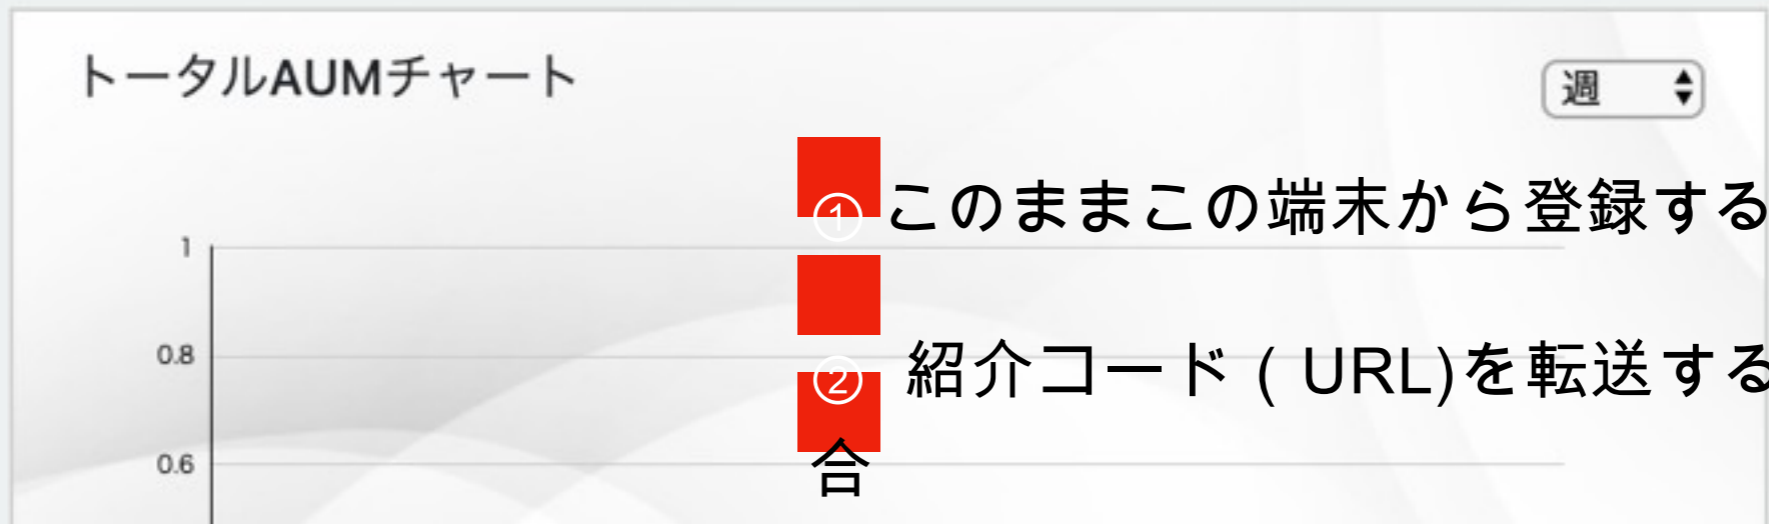 トータルAUMチャート
週
① このままこの端末から登録する
1
② 紹介コード ( URL)を転送する
0.8
合
0.6